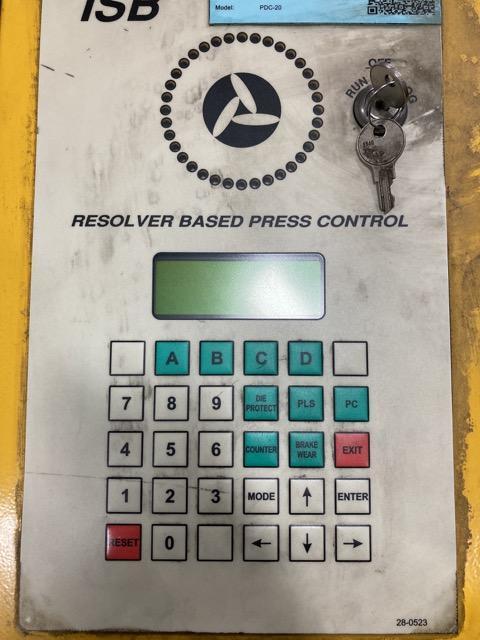 ISB
Model: PDC-20
OFF
RUN
RESOLVER BASED PRESS CONTROL
A B C D
7 8 9 DIE PROTECT PLS PC
4 5 6 COUNTER BRAKE WEAR EXIT
1 2 3 MODE ↑ ENTER
RESET 0 ← ↓ →
28-0523